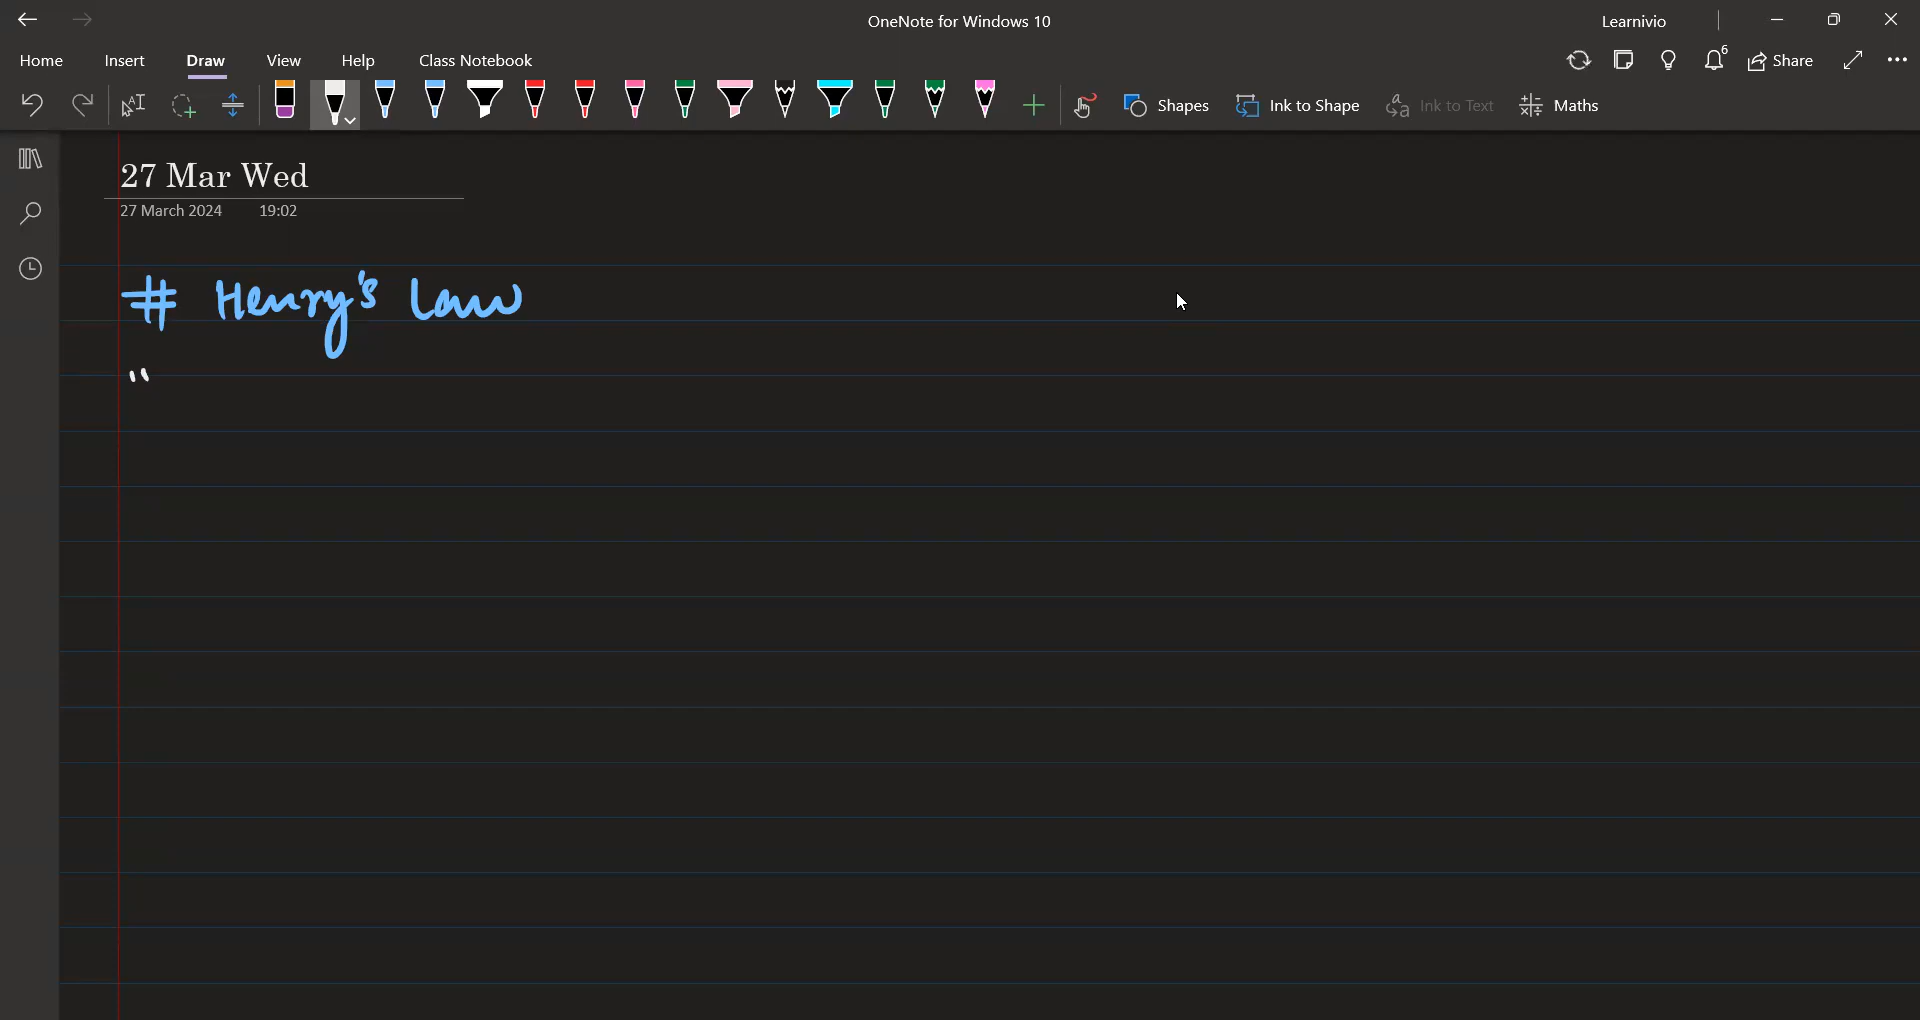 OneNote for Windows 10
Learnivio
Home Insert Draw View Help Class Notebook
6
Share
Shapes Ink to Shape Ink to Text Maths
27 Mar Wed
27 March 2024 19:02
# Henry's Law
"